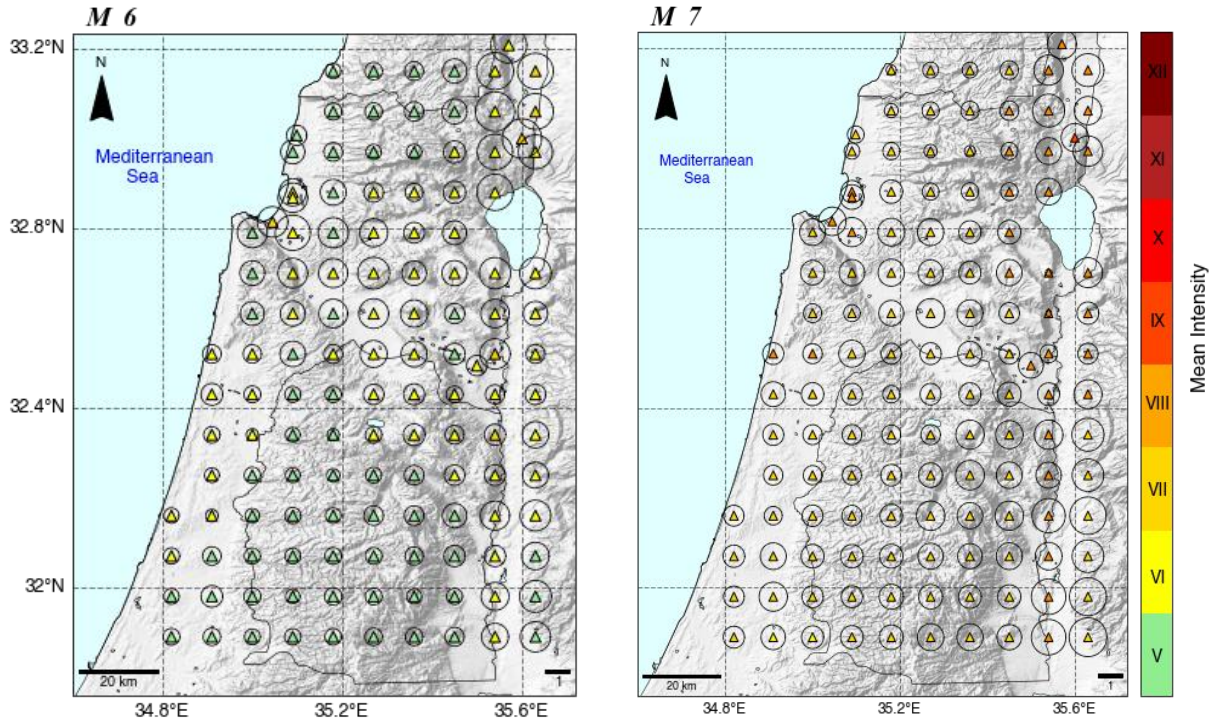 M 6
M 7
33.2°N
32.8°N
32.4°N
32°N
N
Mediterranean
Sea
20 km
1
34.8°E
35.2°E
35.6°E
N
Mediterranean
Sea
20 km
1
34.8°E
35.2°E
35.6°E
XII
XI
X
IX
VIII
VII
VI
V
Mean Intensity